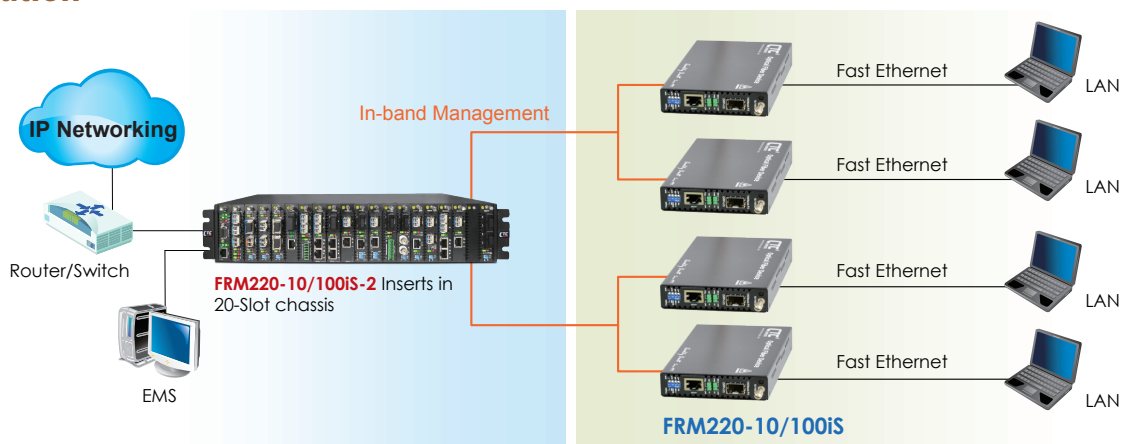 IP Networking
Router/Switch
EMS
FRM220-10/100iS-2 Inserts in
20-Slot chassis
In-band Management
Fast Ethernet
LAN
Fast Ethernet
LAN
Fast Ethernet
LAN
Fast Ethernet
LAN
FRM220-10/100iS